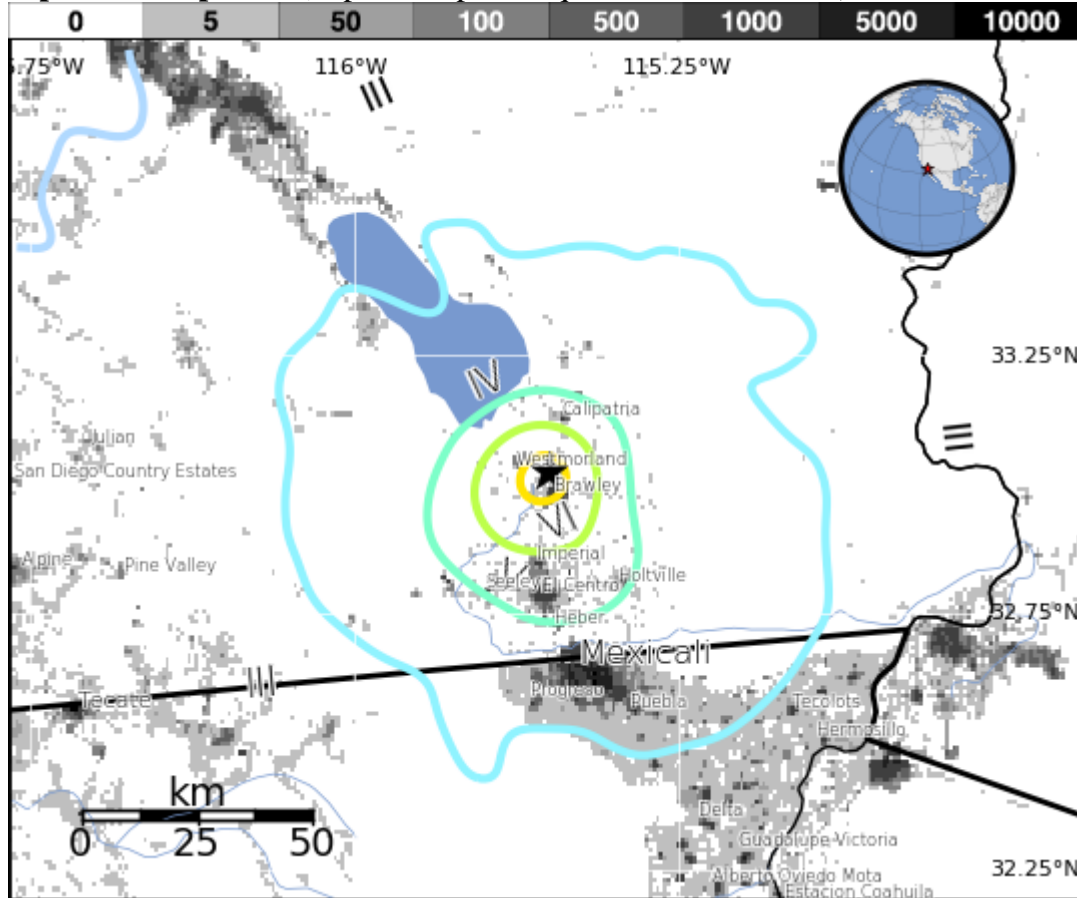 0 5 50 100 500 1000 5000 10000
116°W 115.25°W
III
33.25°N
IV
Calipatria
Julian
III
Westmorland
San Diego Country Estates
Brawley
VI
Imperial
Alpine
Pine Valley
Seeley
El Centro
Holtville
Heber
32.75°N
Mexicali
III
Progreso
Tecate
Puebla
Tecolots
Hermosillo
km
0 25 50
Delta
Guadalupe Victoria
Alberto Oviedo Mota
32.25°N
Estacion Coahuila